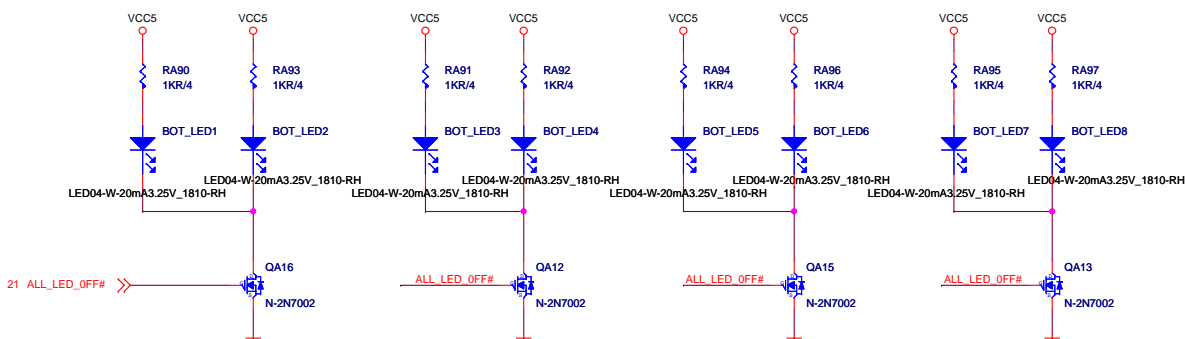 VCC5 VCC5 VCC5 VCC5 VCC5 VCC5 VCC5 VCC5
RA90 RA93 RA91 RA92 RA94 RA96 RA95 RA97
1KR/4 1KR/4 1KR/4 1KR/4 1KR/4 1KR/4 1KR/4 1KR/4
BOT_LED1 BOT_LED2 BOT_LED3 BOT_LED4 BOT_LED5 BOT_LED6 BOT_LED7 BOT_LED8
LED04-W-20mA3.25V_1810-RH LED04-W-20mA3.25V_1810-RH LED04-W-20mA3.25V_1810-RH LED04-W-20mA3.25V_1810-RH
LED04-W-20mA3.25V_1810-RH LED04-W-20mA3.25V_1810-RH LED04-W-20mA3.25V_1810-RH LED04-W-20mA3.25V_1810-RH
QA16 QA12 QA15 QA13
21 ALL_LED_0FF# ALL_LED_0FF# ALL_LED_0FF# ALL_LED_0FF#
N-2N7002 N-2N7002 N-2N7002 N-2N7002